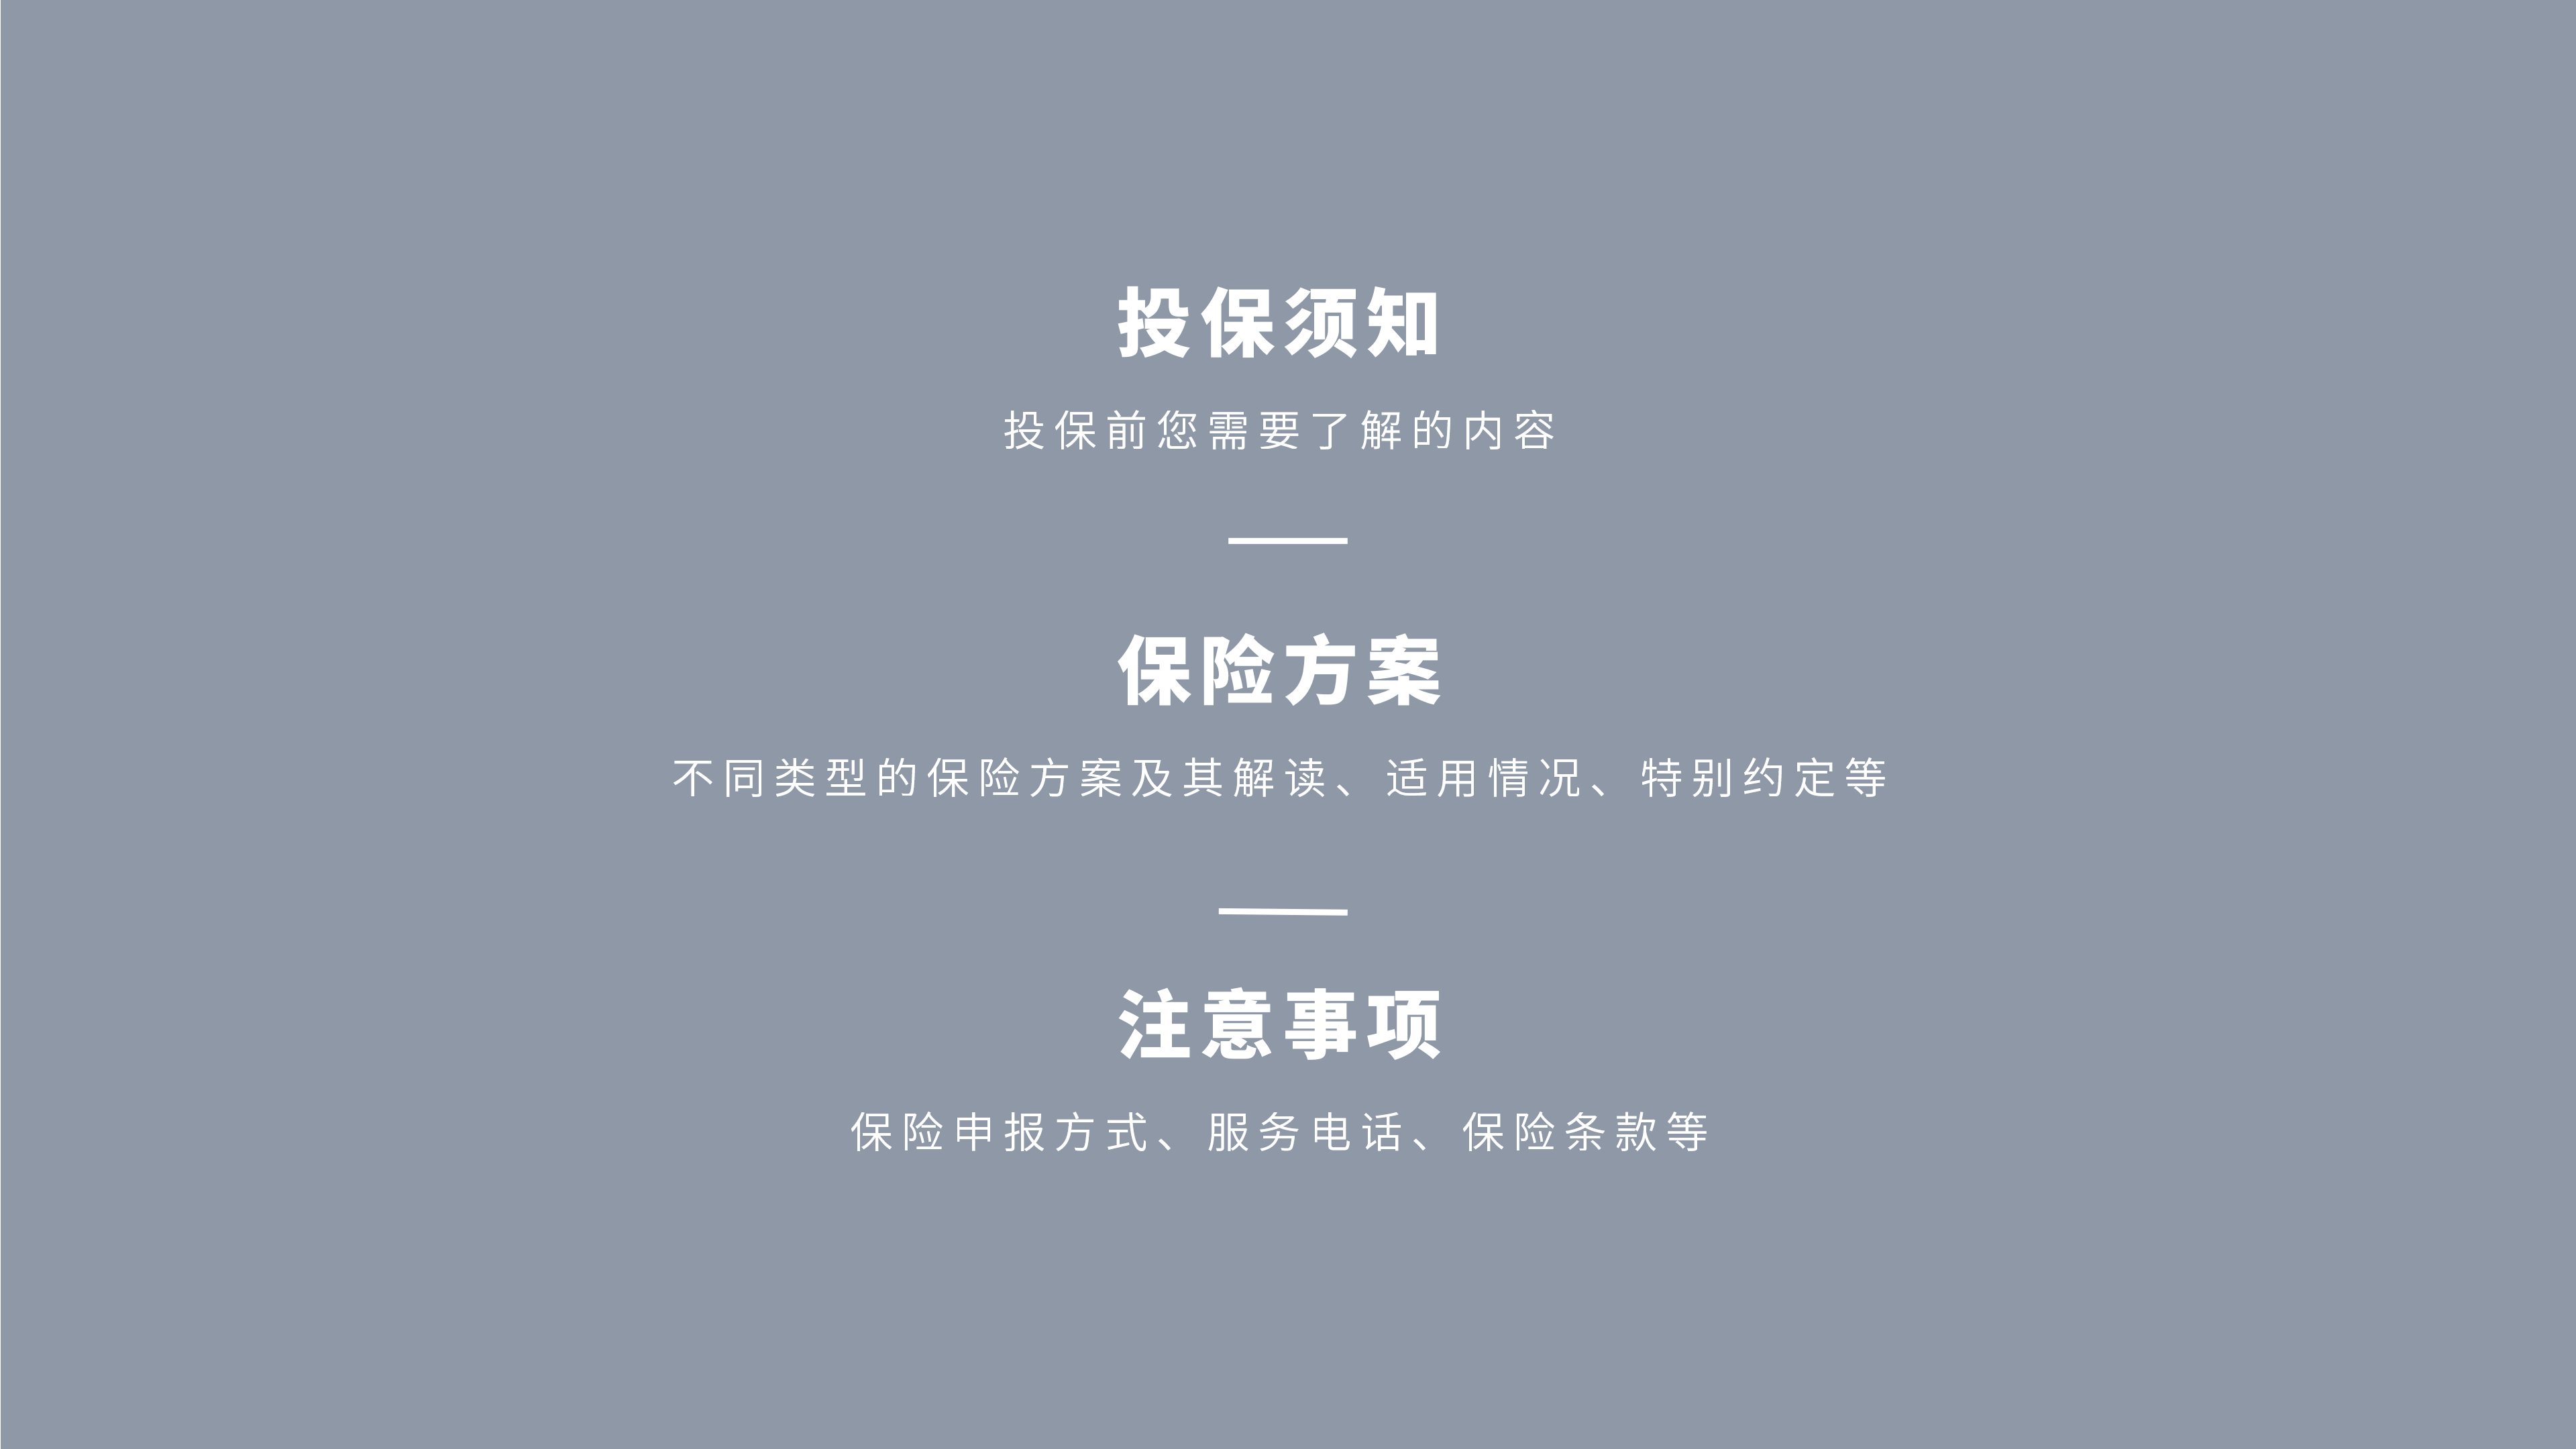 投保须知
投保前您需要了解的内容
保险方案
不同类型的保险方案及其解读、适用情况、特别约定等
注意事项
保险申报方式、服务电话、保险条款等